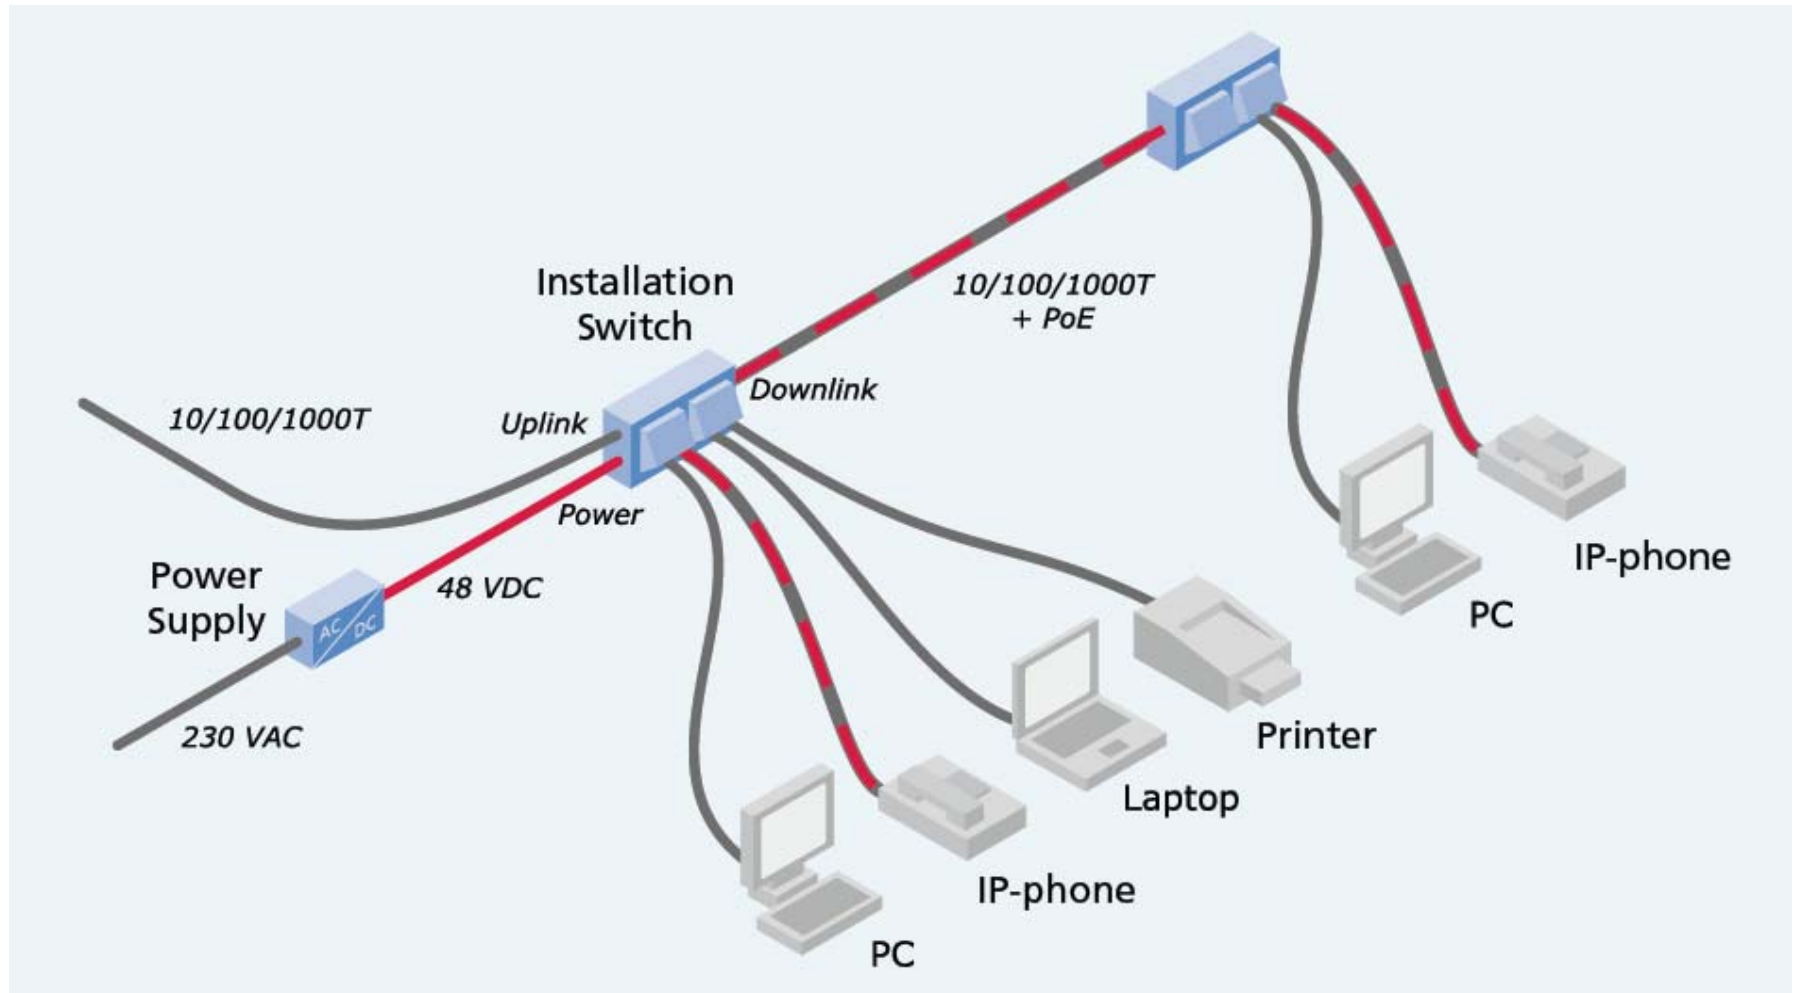 Installation
Switch
10/100/1000T
+ PoE
Downlink
Uplink
10/100/1000T
Power
48 VDC
Power
Supply
AC
DC
230 VAC
IP-phone
PC
Printer
Laptop
IP-phone
PC